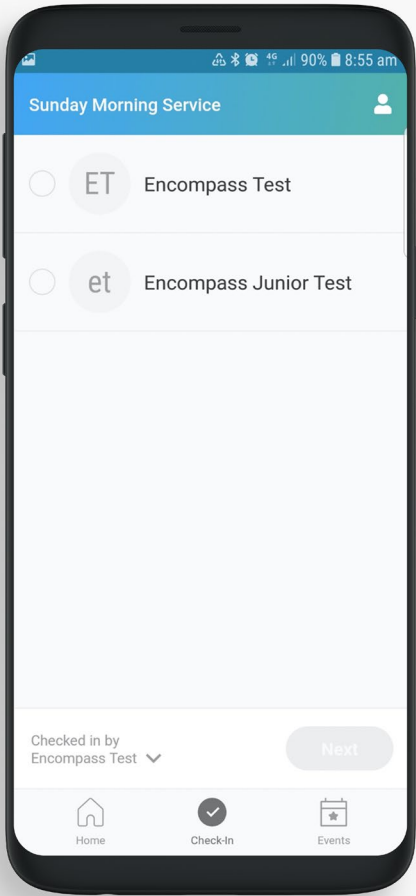 4G 90% 8:55 am
Sunday Morning Service
ET Encompass Test
et Encompass Junior Test
Checked in by
Encompass Test
Next
Home Check-In Events